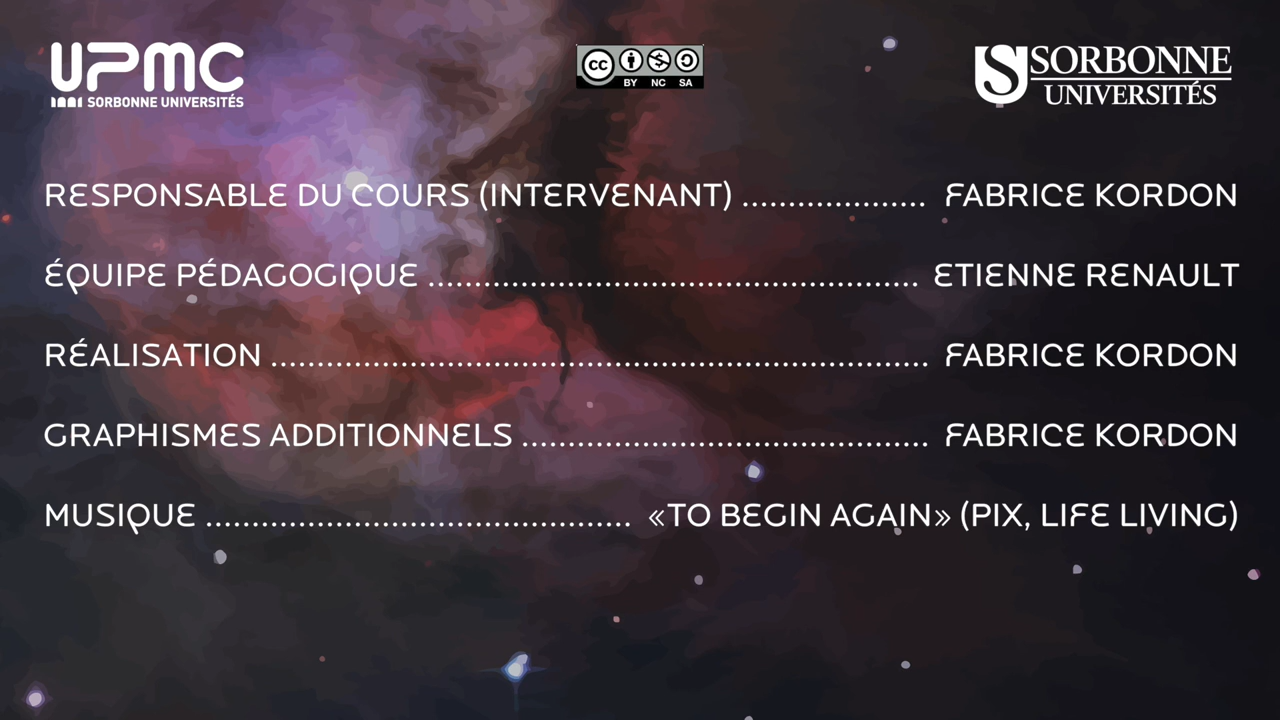 UPMC
SORBONNE UNIVERSITÉS
cc BY NC SA
SORBONNE
UNIVERSITÉS
RESPONSABLE DU COURS (INTERVENANT) .................... FABRICE KORDON
ÉQUIPE PÉDAGOGIQUE ..................................................... ETIENNE RENAULT
RÉALISATION ....................................................................... FABRICE KORDON
GRAPHISMES ADDITIONNELS ............................................ FABRICE KORDON
MUSIQUE .............................................. «TO BEGIN AGAIN» (PIX, LIFE LIVING)